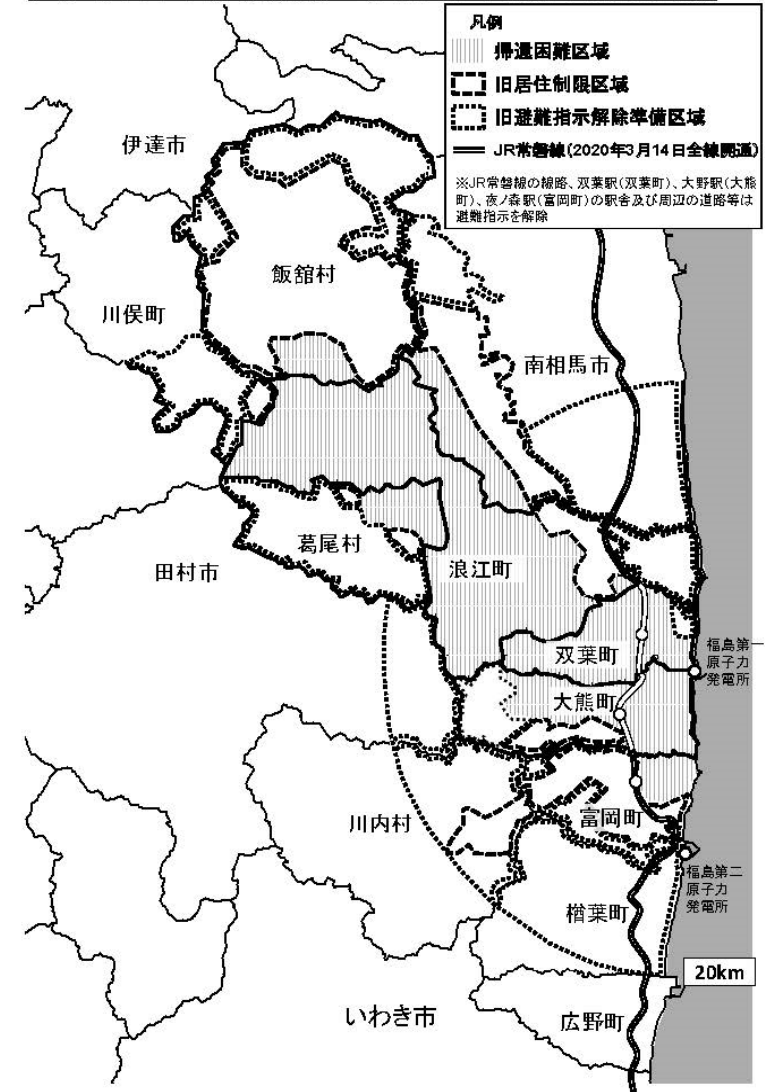 凡例
帰還困難区域
旧居住制限区域
旧避難指示解除準備区域
JR常磐線(2020年3月14日全線開通)
※JR常磐線の線路、双葉駅(双葉町)、大野駅(大熊
町)、夜ノ森駅(富岡町)の駅舎及び周辺の道路等は
避難指示を解除
伊達市
飯舘村
川俣町
南相馬市
葛尾村
浪江町
田村市
双葉町
福島第一
原子力
発電所
大熊町
川内村
富岡町
福島第二
原子力
発電所
楢葉町
20km
いわき市
広野町